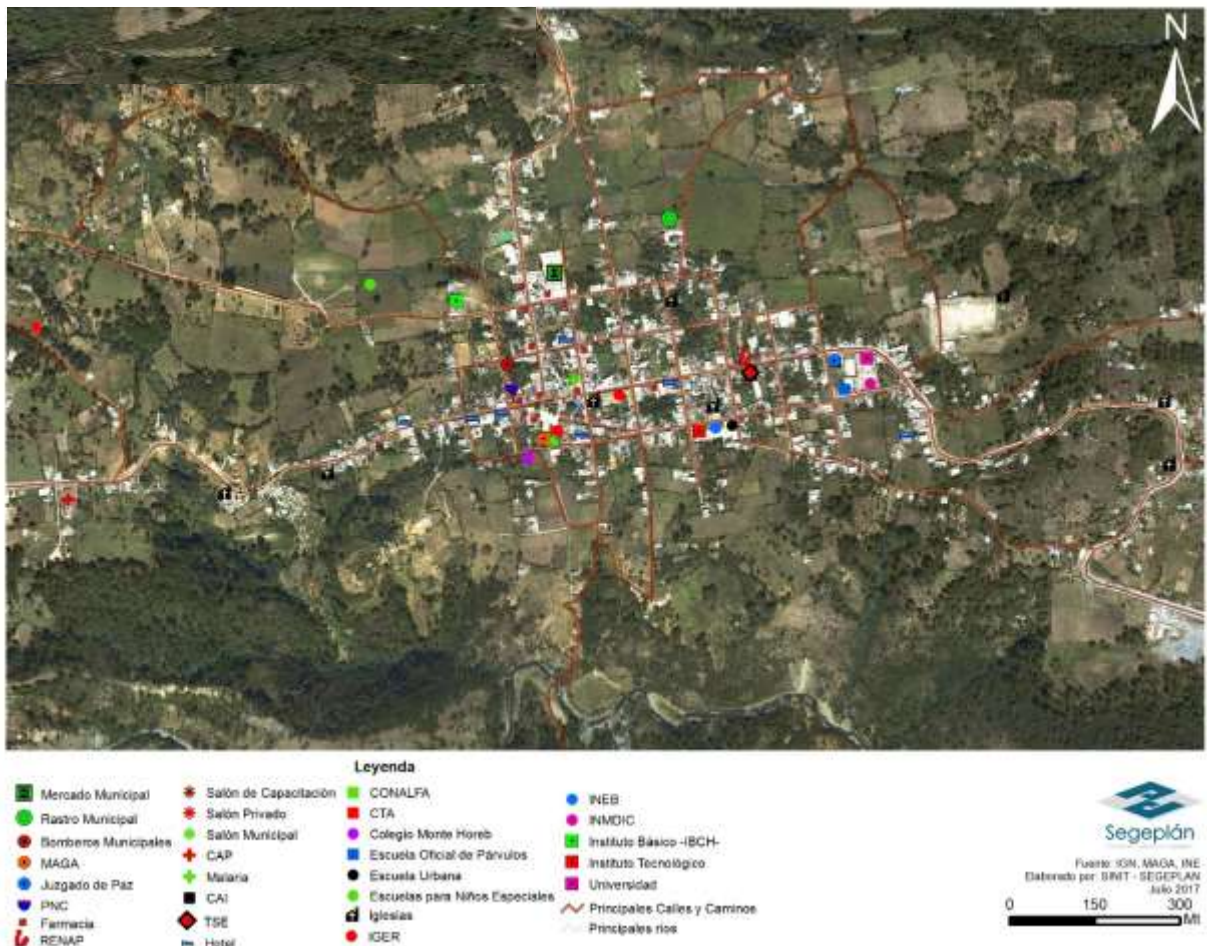 N
Leyenda
Mercado Municipal
Rastro Municipal
Bomberos Municipales
MAGA
Juzgado de Paz
PNC
Farmacia
RENAP
Salón de Capacitación
Salón Privado
Salón Municipal
CAP
Malaria
CAI
TSE
Hotel
CONALFA
CTA
Colegio Monte Horeb
Escuela Oficial de Párvulos
Escuela Urbana
Escuelas para Niños Especiales
Iglesias
IGER
INEB
INMDIC
Instituto Básico -IBCH-
Instituto Tecnológico
Universidad
Principales Calles y Caminos
Principales rios
Segeplán
Fuente: IGN, MAGA, INE
Elaborado por: SINIT - SEGEPLAN
Julio 2017
0 150 300
Mt